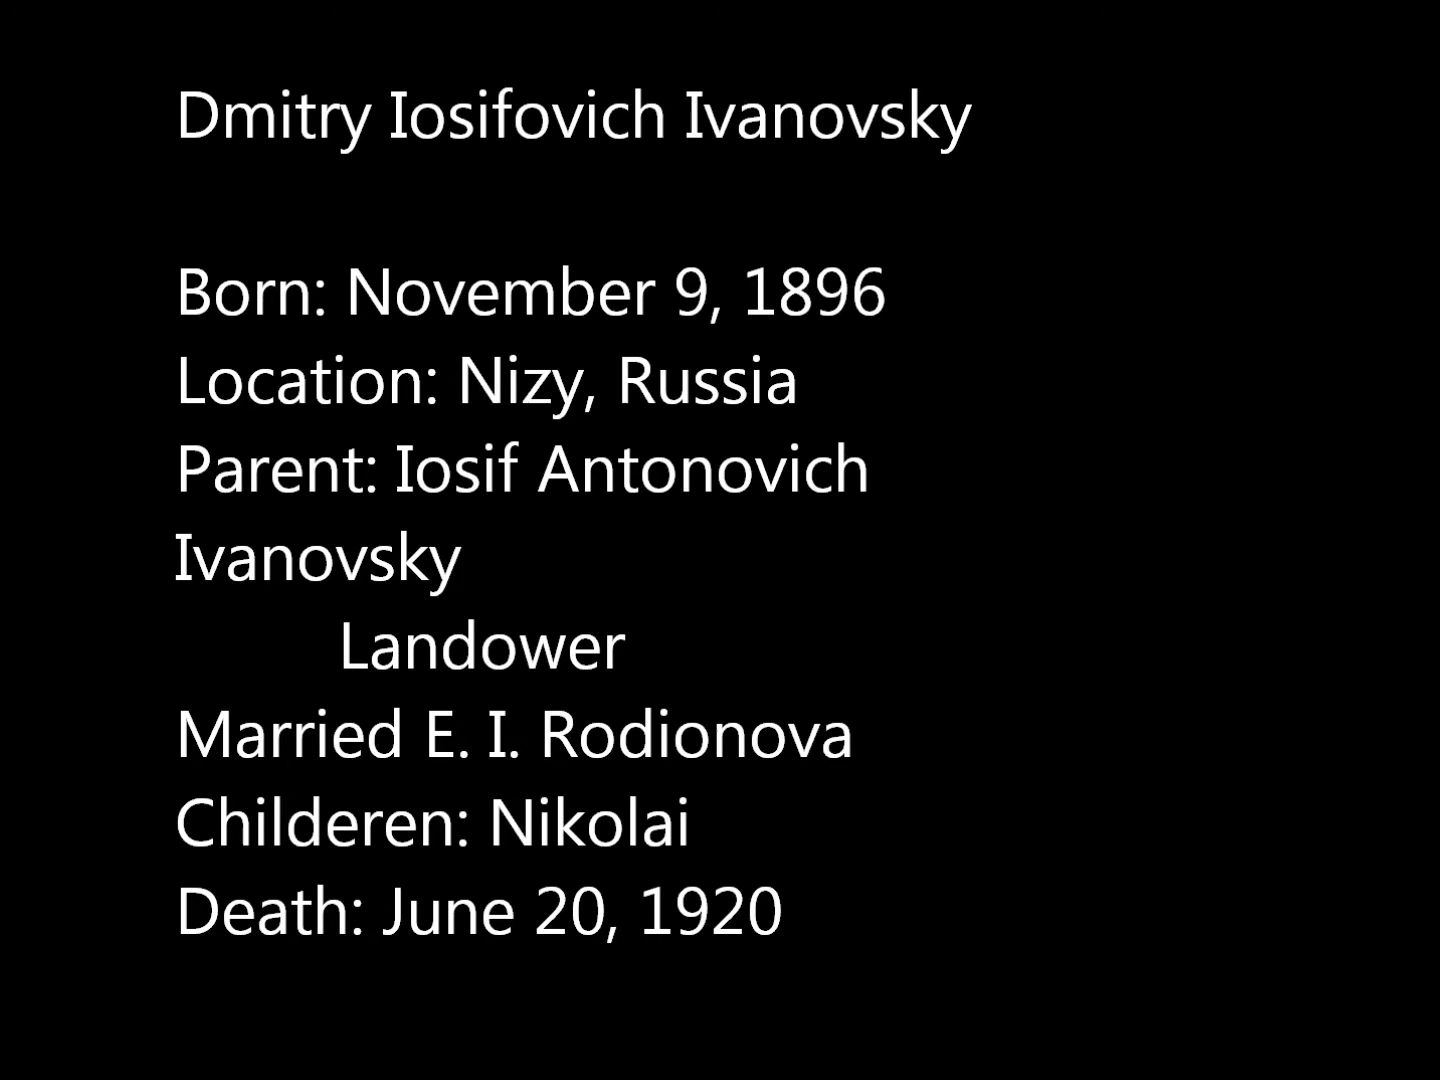 Dmitry Iosifovich Ivanovsky
Born: November 9, 1896
Location: Nizy, Russia
Parent: Iosif Antonovich
Ivanovsky
Landower
Married E. I. Rodionova
Childeren: Nikolai
Death: June 20, 1920